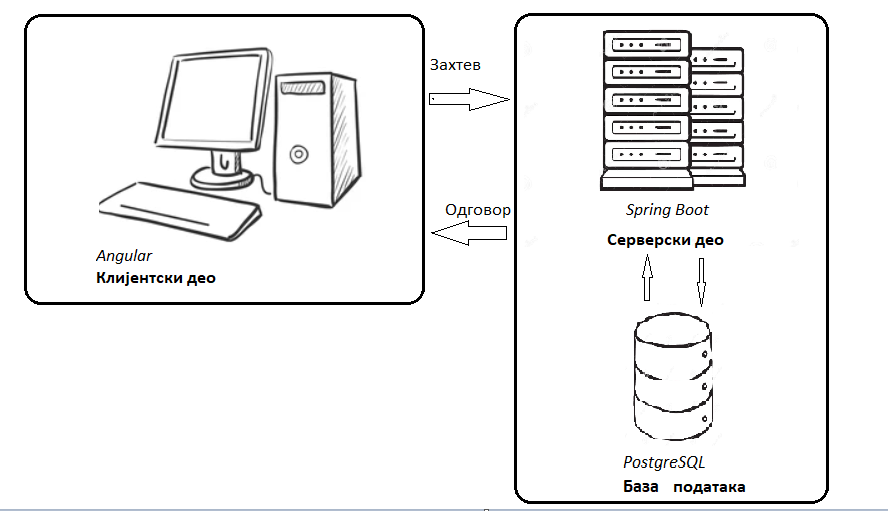 Захтев
Одговор
Angular
Клијентски део
Spring Boot
Серверски део
PostgreSQL
База података